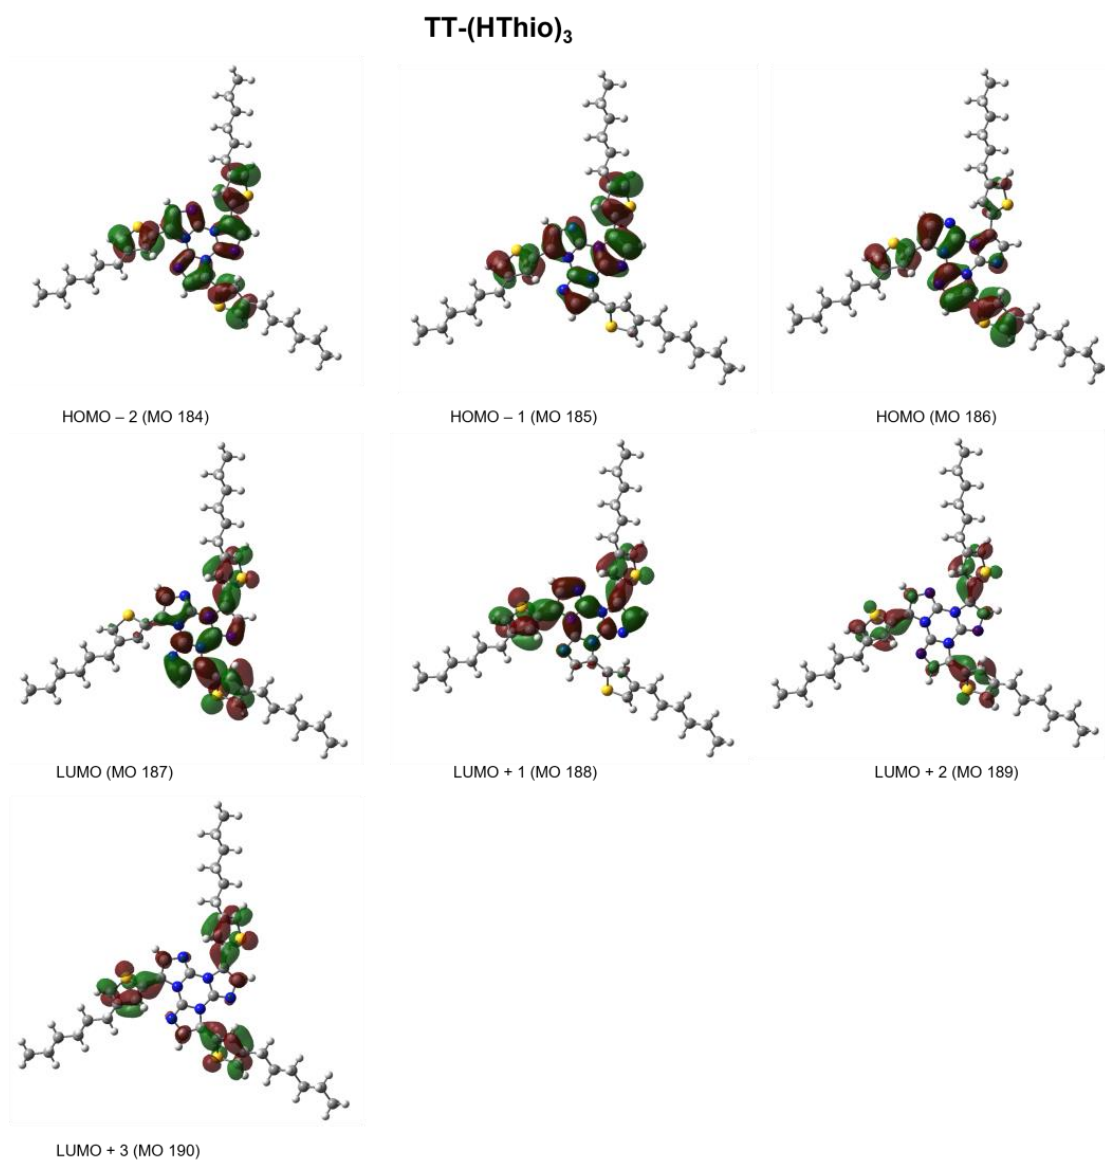 TT-(HThio)₃
HOMO – 2 (MO 184)
HOMO – 1 (MO 185)
HOMO (MO 186)
LUMO (MO 187)
LUMO + 1 (MO 188)
LUMO + 2 (MO 189)
LUMO + 3 (MO 190)